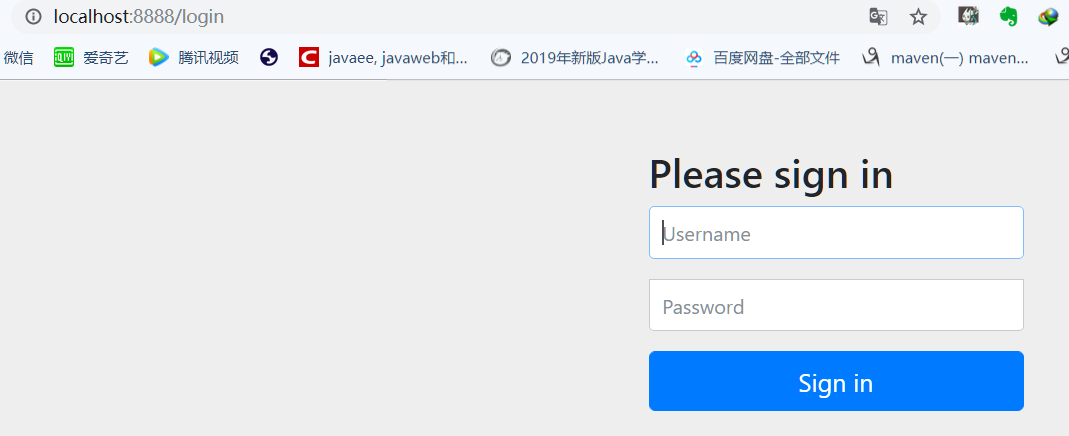 localhost:8888/login
微信 爱奇艺 腾讯视频 javaee, javaweb和... 2019年新版Java学... 百度网盘-全部文件 maven(一) maven...
Please sign in
Username
Password
Sign in